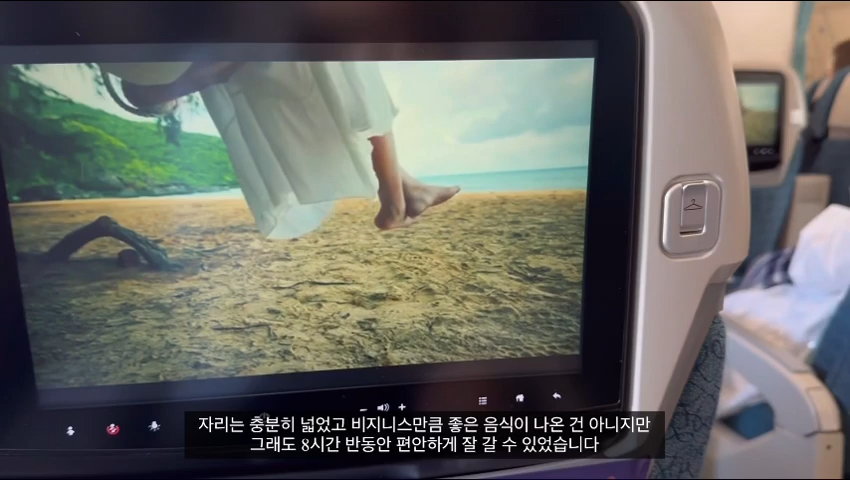 자리는 충분히 넓었고 비지니스만큼 좋은 음식이 나온 건 아니지만
그래도 8시간 반동안 편안하게 잘 갈 수 있었습니다